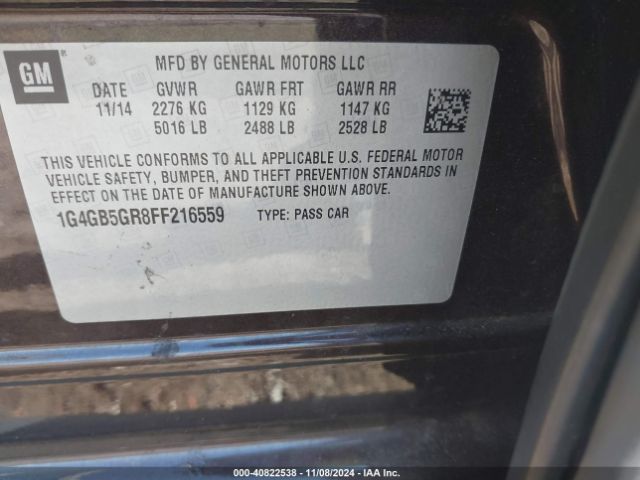 GM
MFD BY GENERAL MOTORS LLC
DATE GVWR GAWR FRT GAWR RR
11/14 2276 KG 1129 KG 1147 KG
5016 LB 2488 LB 2528 LB
THIS VEHICLE CONFORMS TO ALL APPLICABLE U.S. FEDERAL MOTOR
VEHICLE SAFETY, BUMPER, AND THEFT PREVENTION STANDARDS IN
EFFECT ON THE DATE OF MANUFACTURE SHOWN ABOVE.
1G4GB5GR8FF216559 TYPE: PASS CAR
000-40822538 - 11/08/2024 - IAA Inc.